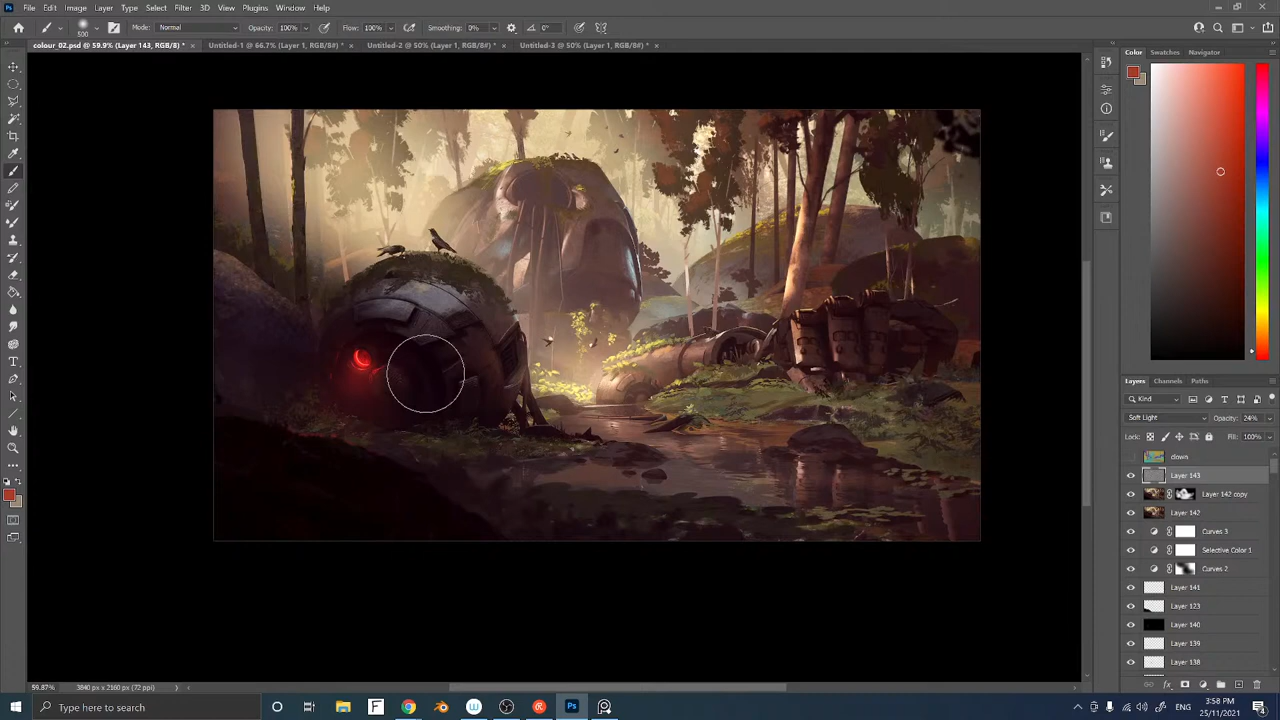 File Edit Image Layer Type Select Filter 3D View Plugins Window Help
500 Mode: Normal Opacity: 100% Flow: 100% Smoothing: 0% 0°
colour_02.psd @ 59.9% (Layer 143, RGB/8) * × Untitled-1 @ 66.7% (Layer 1, RGB/8#) * × Untitled-2 @ 50% (Layer 1, RGB/8#) * × Untitled-3 @ 50% (Layer 1, RGB/8#) * ×
Color Swatches Navigator
Layers Channels Paths
Kind
Soft Light Opacity: 24%
Lock: Fill: 100%
clown
Layer 143
Layer 142 copy
Layer 142
Curves 3
Selective Color 1
Curves 2
Layer 141
Layer 123
Layer 140
Layer 139
Layer 138
59.87% 3840 px x 2160 px (72 ppi)
Type here to search
ENG
3:58 PM
25/11/2021